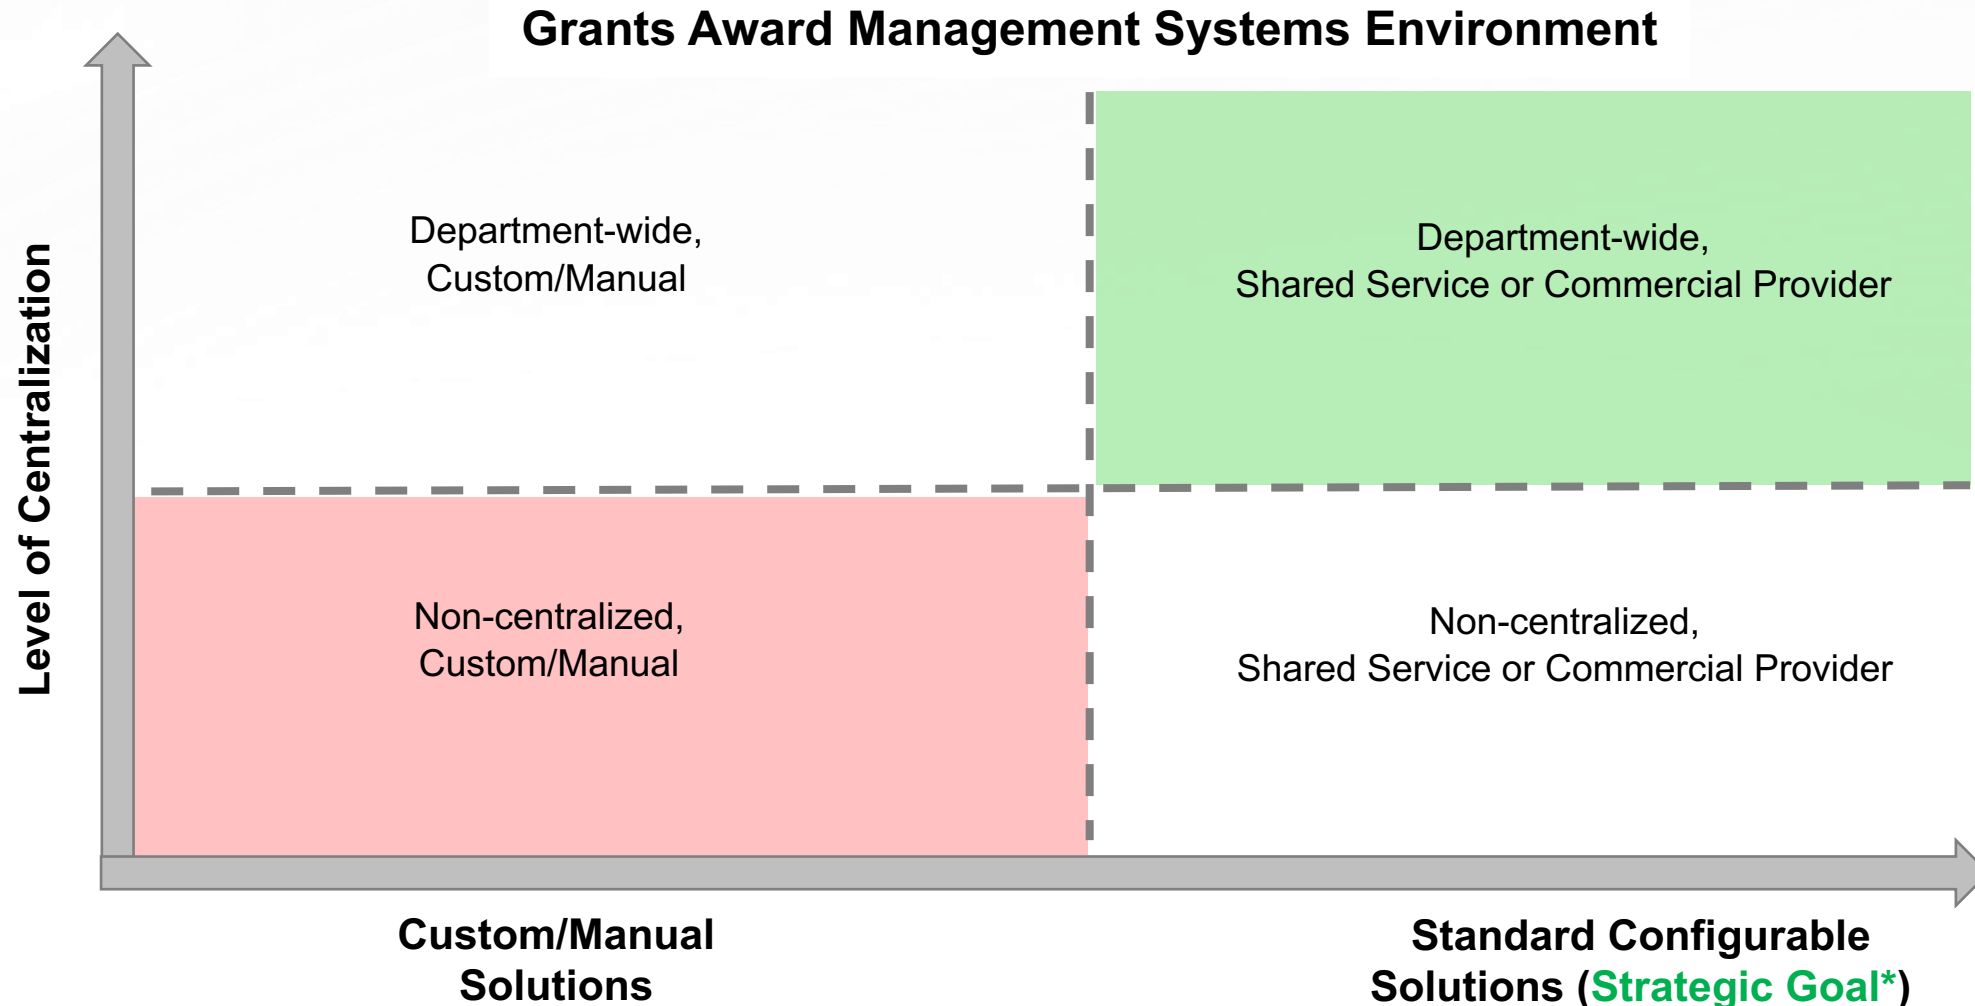 Grants Award Management Systems Environment
Level of Centralization
Department-wide,
Custom/Manual
Department-wide,
Shared Service or Commercial Provider
Non-centralized,
Custom/Manual
Non-centralized,
Shared Service or Commercial Provider
Custom/Manual
Solutions
Standard Configurable
Solutions (Strategic Goal*)